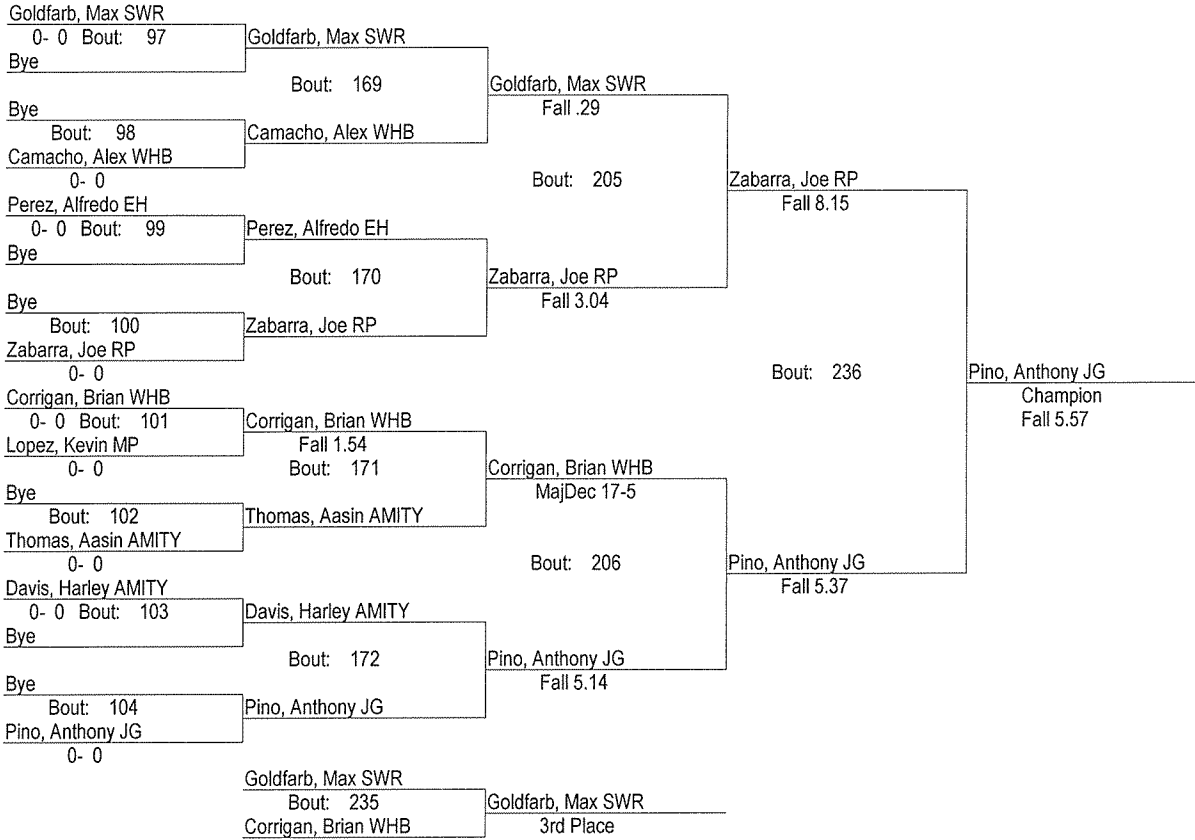 Goldfarb, Max SWR
0- 0 Bout: 97
Bye
Bye
Bout: 98
Camacho, Alex WHB
0- 0
Perez, Alfredo EH
0- 0 Bout: 99
Bye
Bye
Bout: 100
Zabarra, Joe RP
0- 0
Corrigan, Brian WHB
0- 0 Bout: 101
Lopez, Kevin MP
0- 0
Bye
Bout: 102
Thomas, Aasin AMITY
0- 0
Davis, Harley AMITY
0- 0 Bout: 103
Bye
Bye
Bout: 104
Pino, Anthony JG
0- 0
Goldfarb, Max SWR
Bout: 169
Camacho, Alex WHB
Perez, Alfredo EH
Bout: 170
Zabarra, Joe RP
Corrigan, Brian WHB
Fall 1.54
Bout: 171
Thomas, Aasin AMITY
Davis, Harley AMITY
Bout: 172
Pino, Anthony JG
Goldfarb, Max SWR
Fall .29
Bout: 205
Zabarra, Joe RP
Fall 3.04
Corrigan, Brian WHB
MajDec 17-5
Bout: 206
Pino, Anthony JG
Fall 5.14
Zabarra, Joe RP
Fall 8.15
Bout: 236
Pino, Anthony JG
Fall 5.37
Pino, Anthony JG
Champion
Fall 5.57
Goldfarb, Max SWR
Bout: 235
Corrigan, Brian WHB
Goldfarb, Max SWR
3rd Place